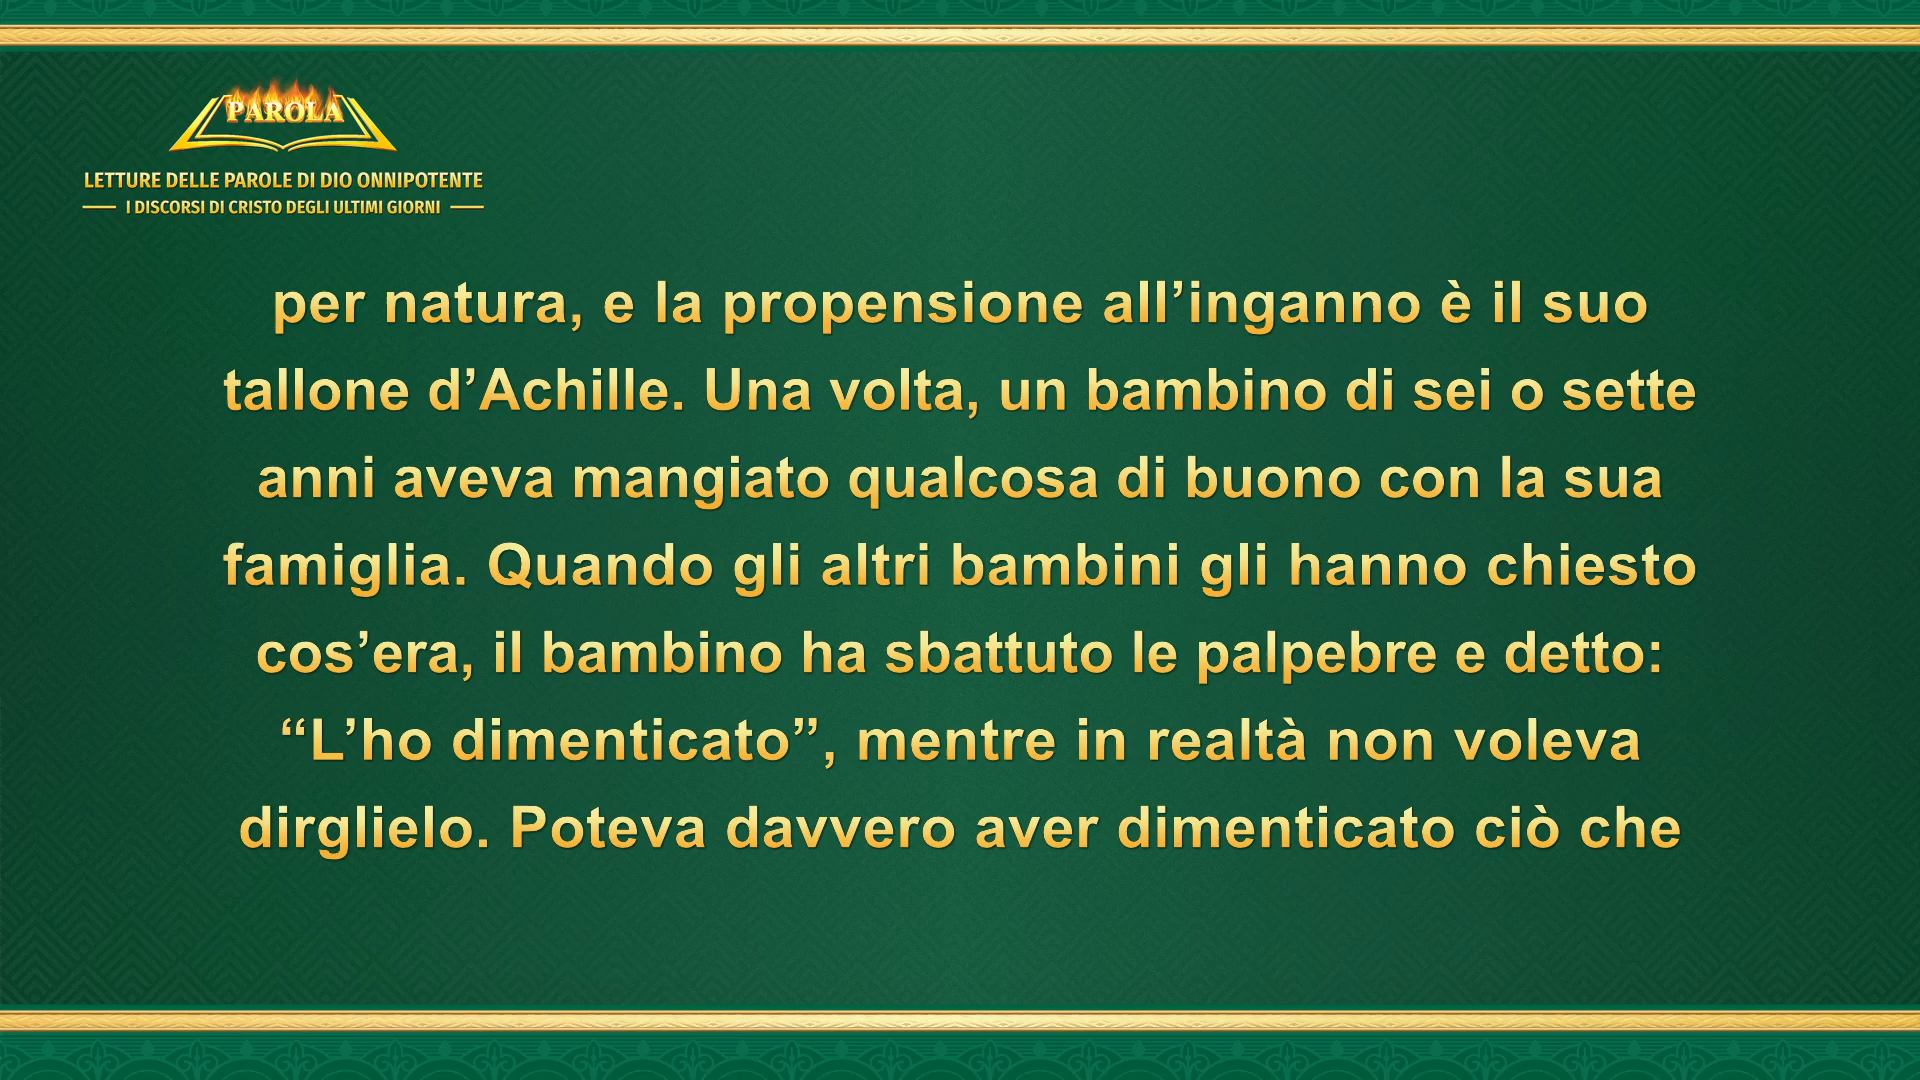 PAROLA
LETTURE DELLE PAROLE DI DIO ONNIPOTENTE
I DISCORSI DI CRISTO DEGLI ULTIMI GIORNI
per natura, e la propensione all’inganno è il suo
tallone d’Achille. Una volta, un bambino di sei o sette
anni aveva mangiato qualcosa di buono con la sua
famiglia. Quando gli altri bambini gli hanno chiesto
cos’era, il bambino ha sbattuto le palpebre e detto:
“L’ho dimenticato”, mentre in realtà non voleva
dirglielo. Poteva davvero aver dimenticato ciò che